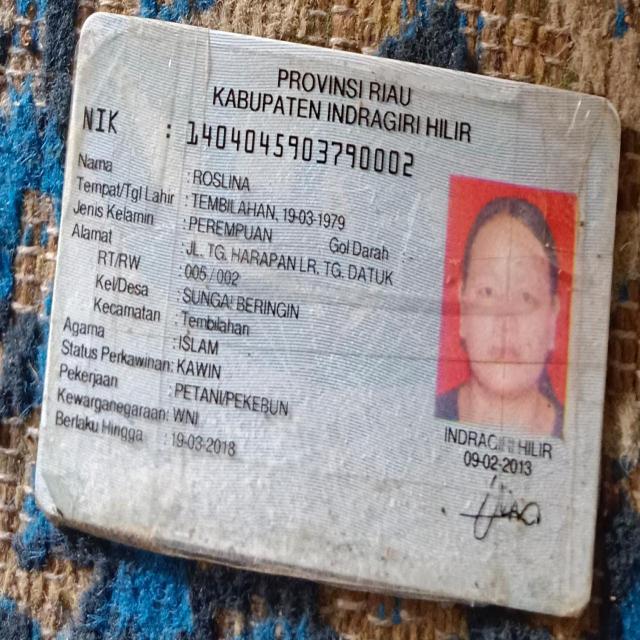 PROVINSI RIAU
KABUPATEN INDRAGIRI HILIR
NIK : 1404045903790002
Nama : ROSLINA
Tempat/Tgl Lahir : TEMBILAHAN, 19-03-1979
Jenis Kelamin : PEREMPUAN Gol Darah :
Alamat : JL. TG. HARAPAN LR. TG. DATUK
RT/RW : 005 / 002
Kel/Desa : SUNGAI BERINGIN
Kecamatan : Tembilahan
Agama : ISLAM
Status Perkawinan: KAWIN
Pekerjaan : PETANI/PEKEBUN
Kewarganegaraan: WNI
Berlaku Hingga : 19-03-2018
INDRAGIRI HILIR
09-02-2013